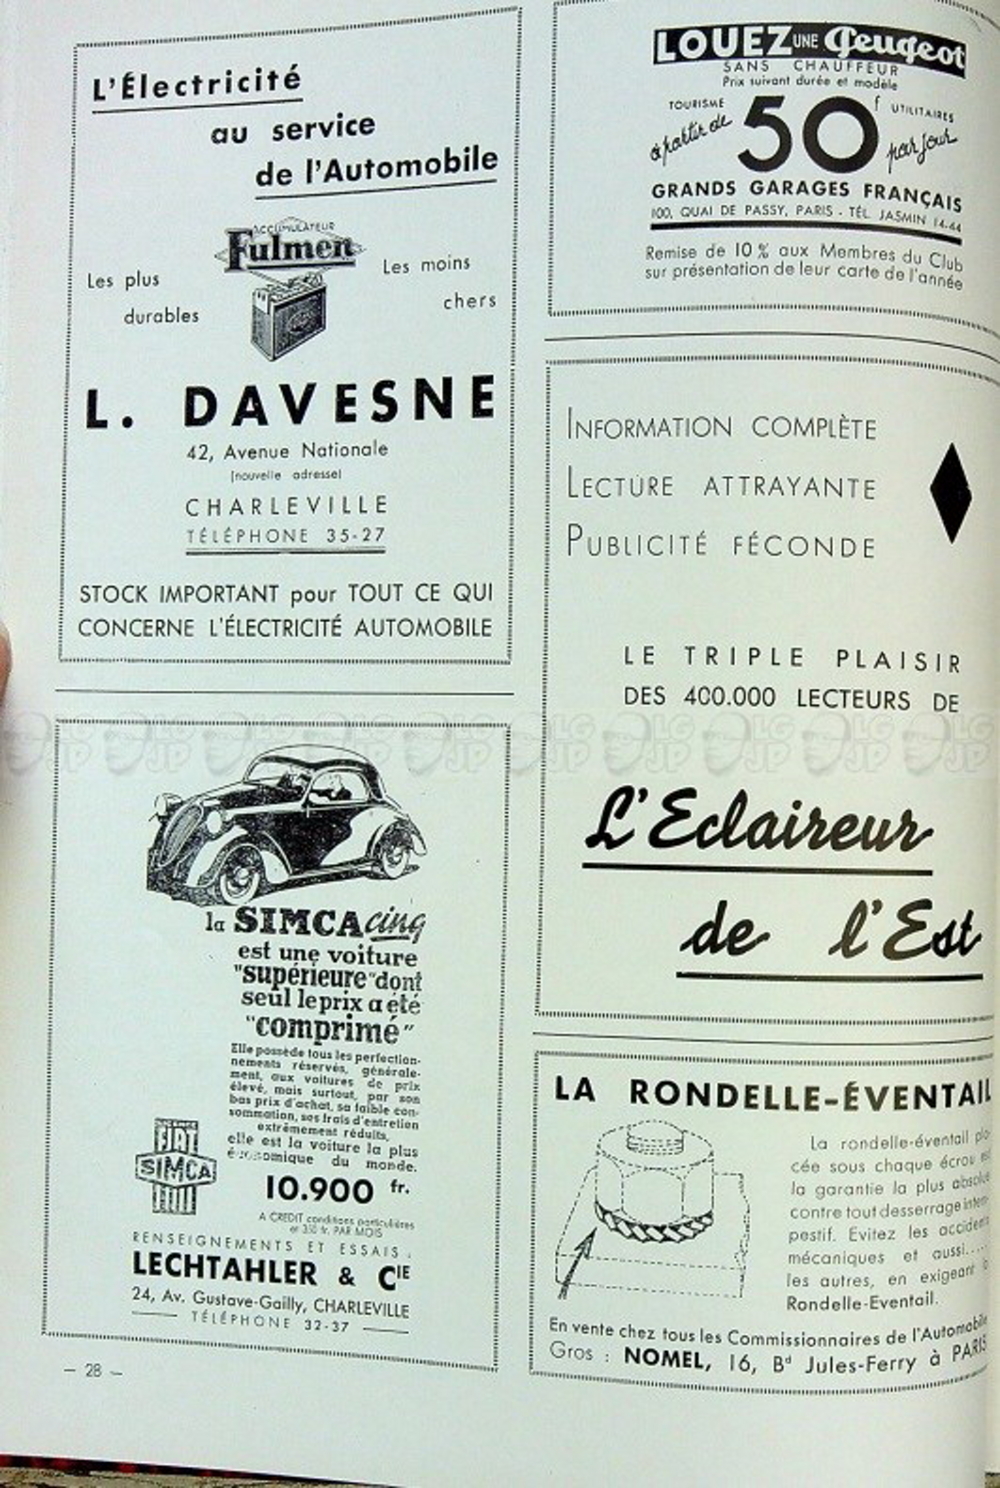 L'Électricité
au service
de l'Automobile
ACCUMULATEUR
Fulmen
Les plus
durables
Les moins
chers
L. DAVESNE
42, Avenue Nationale
(nouvelle adresse)
CHARLEVILLE
TÉLÉPHONE 35-27
STOCK IMPORTANT pour TOUT CE QUI
CONCERNE L'ÉLECTRICITÉ AUTOMOBILE
la SIMCA cinq
est une voiture
"supérieure" dont
seul le prix a été
"comprimé"
Elle possède tous les perfection-
nements réservés, générale-
ment, aux voitures de prix
élevé, mais surtout, par son
bas prix d'achat, sa faible con-
sommation, ses frais d'entretien
extrêmement réduits,
elle est la voiture la plus
économique du monde.
FIAT
SIMCA
10.900 fr.
A CREDIT conditions particulières
et 350 fr. PAR MOIS
RENSEIGNEMENTS ET ESSAIS :
LECHTAHLER & CIE
24, Av. Gustave-Gailly, CHARLEVILLE
TÉLÉPHONE 32-37
— 28 —
LOUEZ UNE Peugeot
SANS CHAUFFEUR
Prix suivant durée et modèle
TOURISME
UTILITAIRES
à partir de 50 f par jour
GRANDS GARAGES FRANÇAIS
100, QUAI DE PASSY, PARIS - TÉL. JASMIN 14-44
Remise de 10 % aux Membres du Club
sur présentation de leur carte de l'année
INFORMATION COMPLÈTE
LECTURE ATTRAYANTE
PUBLICITÉ FÉCONDE
LE TRIPLE PLAISIR
DES 400.000 LECTEURS DE
L'Eclaireur
de l'Est
LA RONDELLE-ÉVENTAIL
La rondelle-éventail pla-
cée sous chaque écrou est
la garantie la plus absolue
contre tout desserrage intem-
pestif. Evitez les accidents
mécaniques et aussi.....
les autres, en exigeant la
Rondelle-Eventail.
En vente chez tous les Commissionnaires de l'Automobile
Gros : NOMEL, 16, Bd Jules-Ferry à PARIS
LG
JP